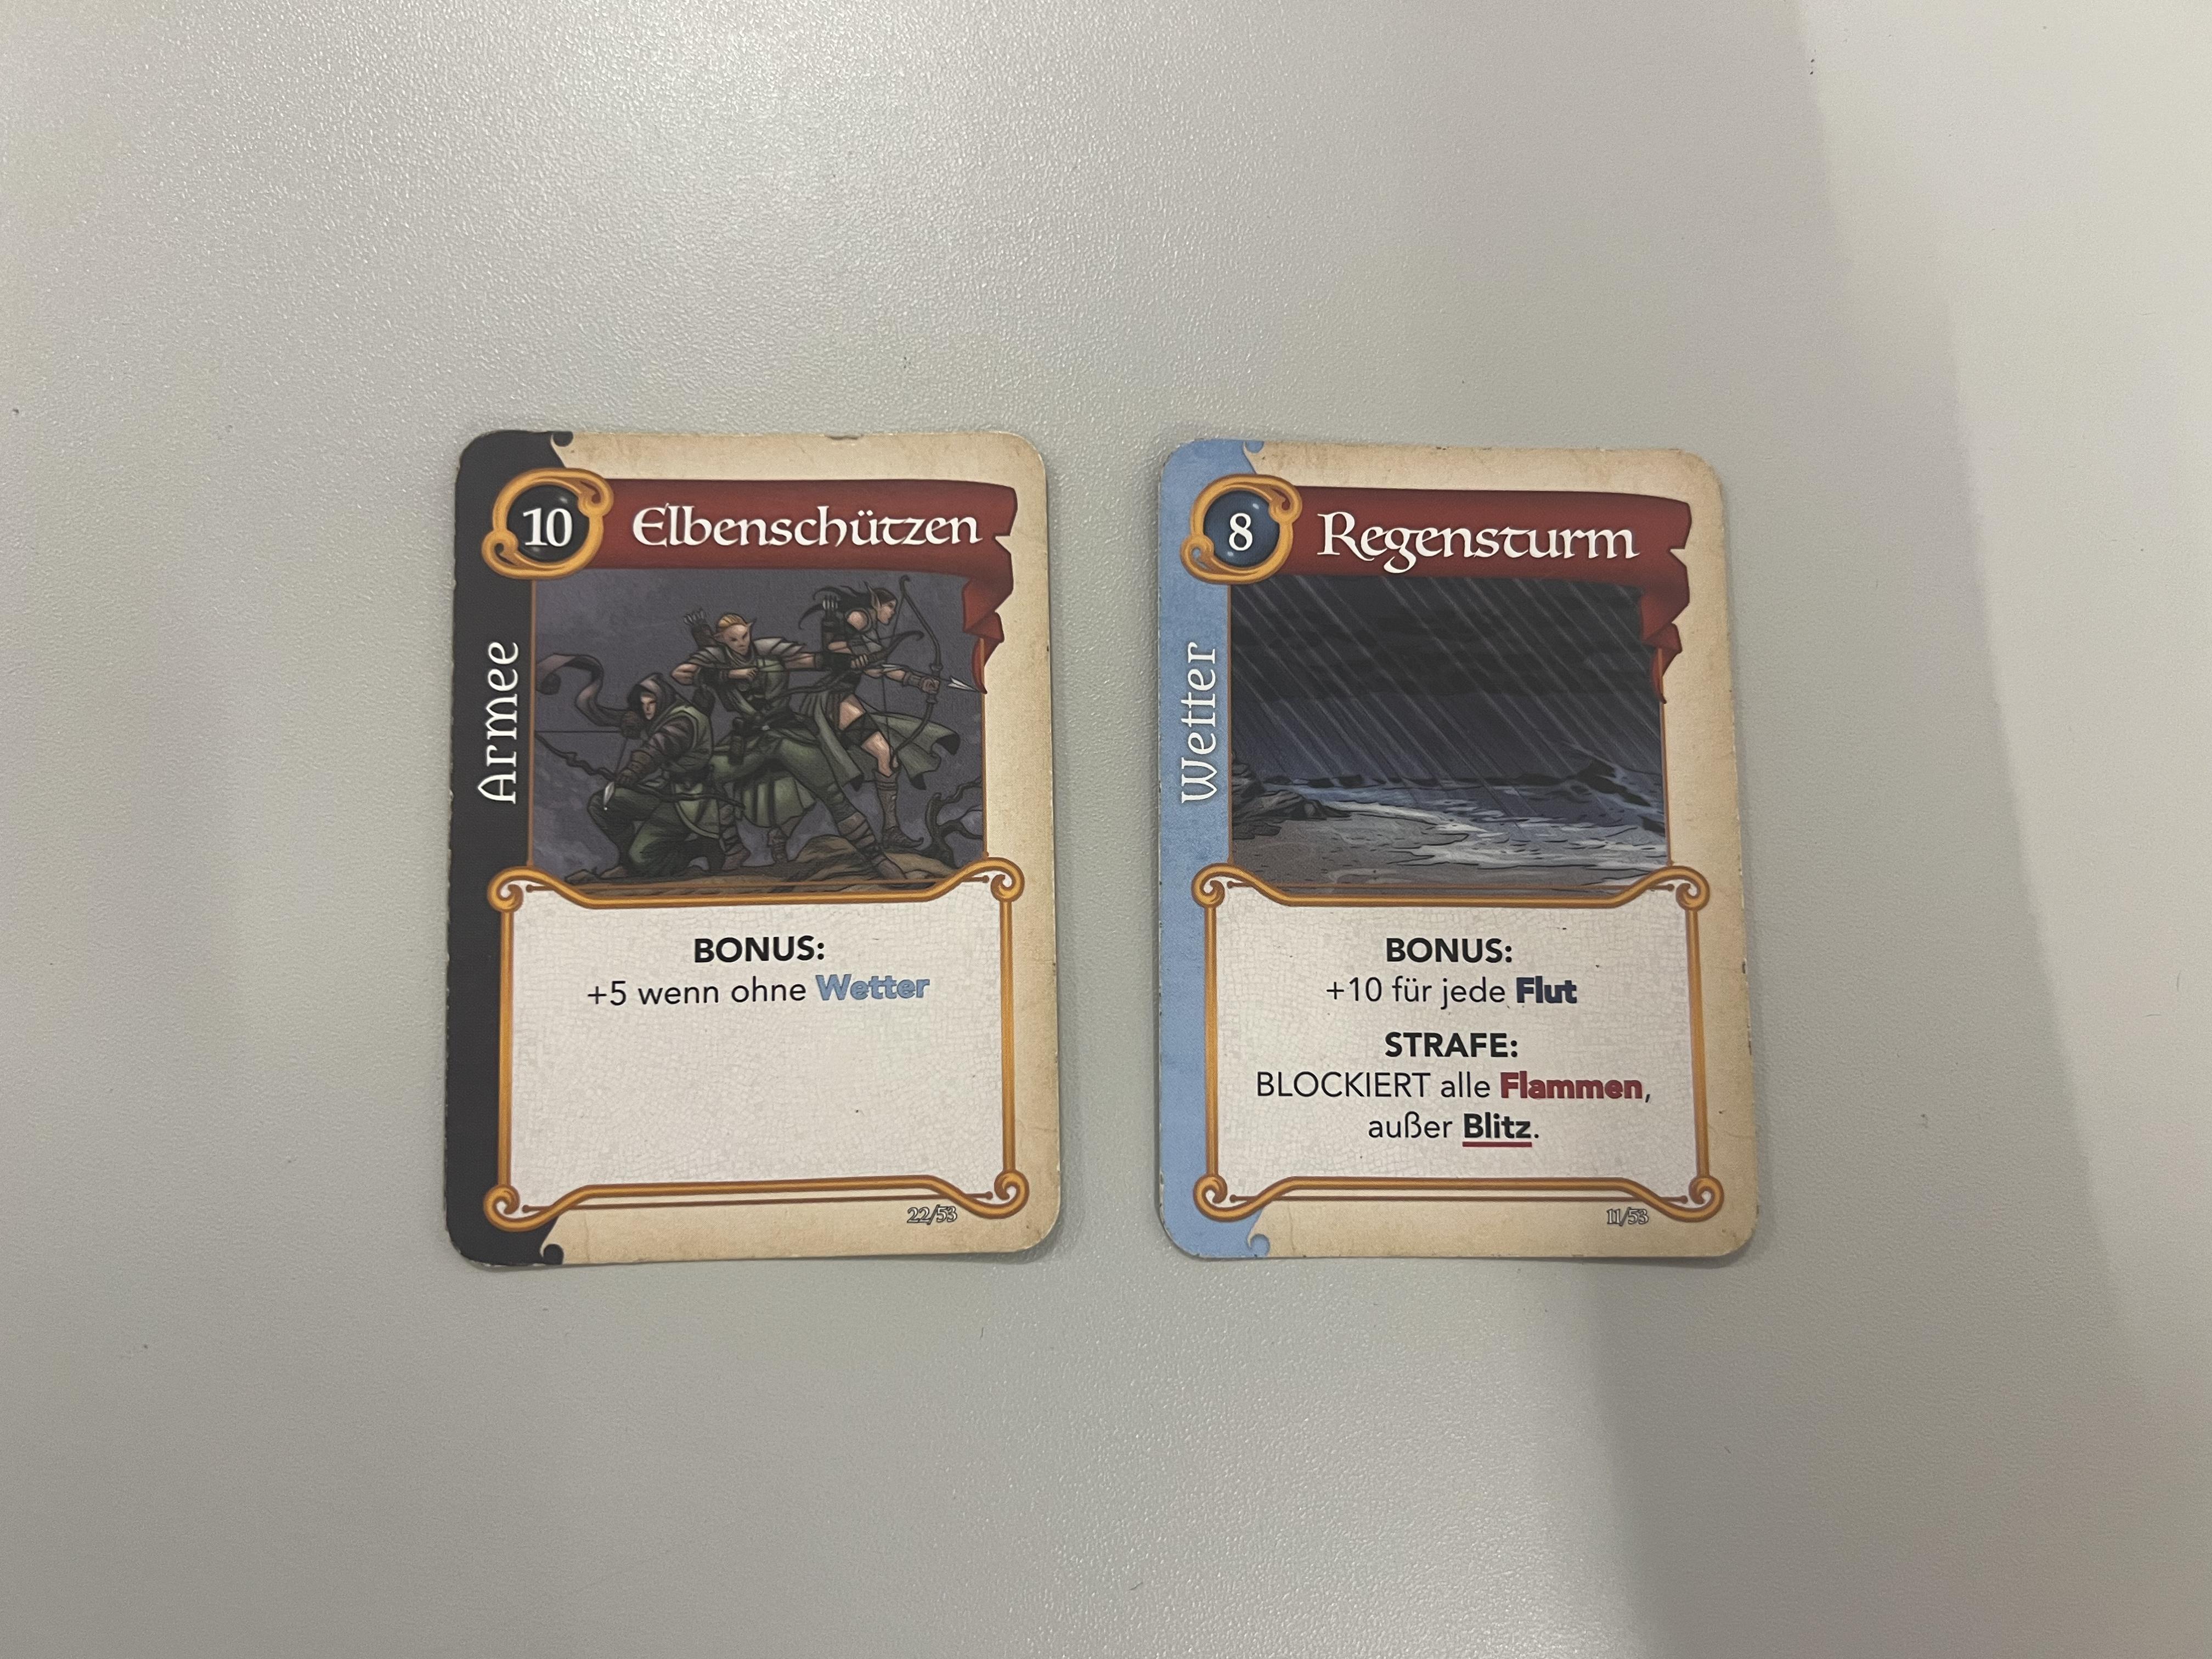 10
Elbenschützen
Armee
BONUS:
+5 wenn ohne Wetter
22/53
8
Regensturm
Wetter
BONUS:
+10 für jede Flut
STRAFE:
BLOCKIERT alle Flammen,
außer Blitz.
11/53